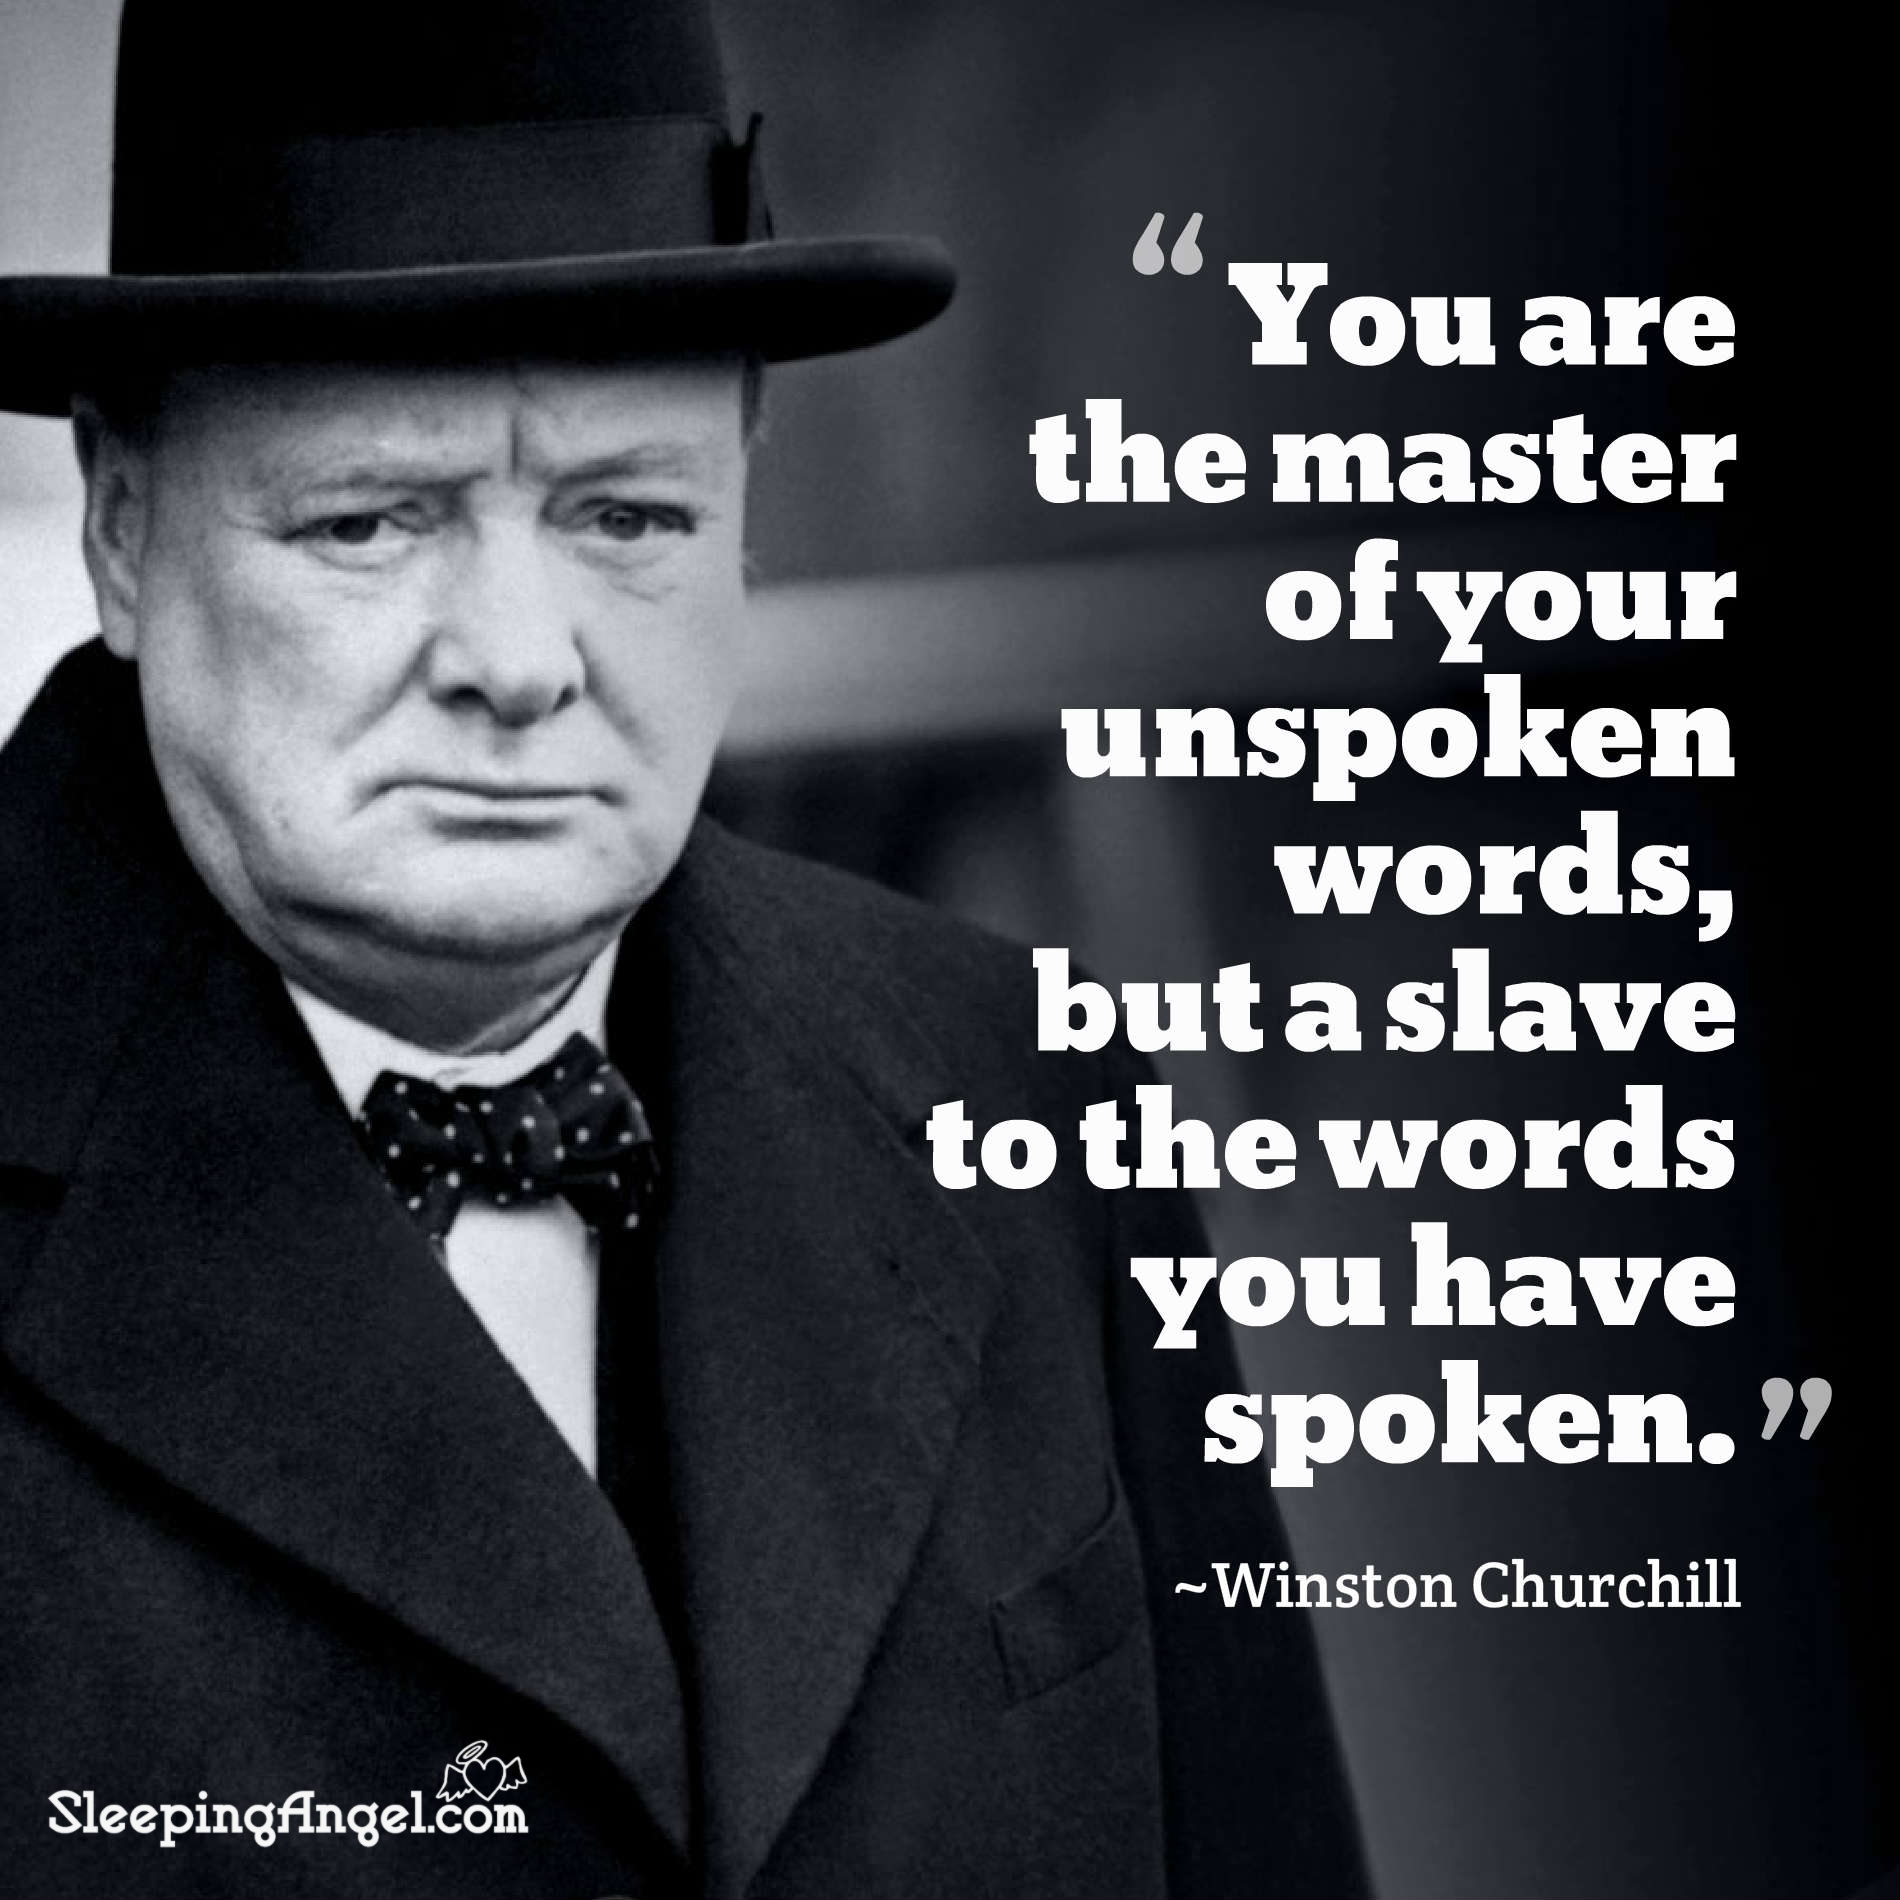 “You are
the master
of your
unspoken
words,
but a slave
to the words
you have
spoken.”
~Winston Churchill
SleepingAngel.com